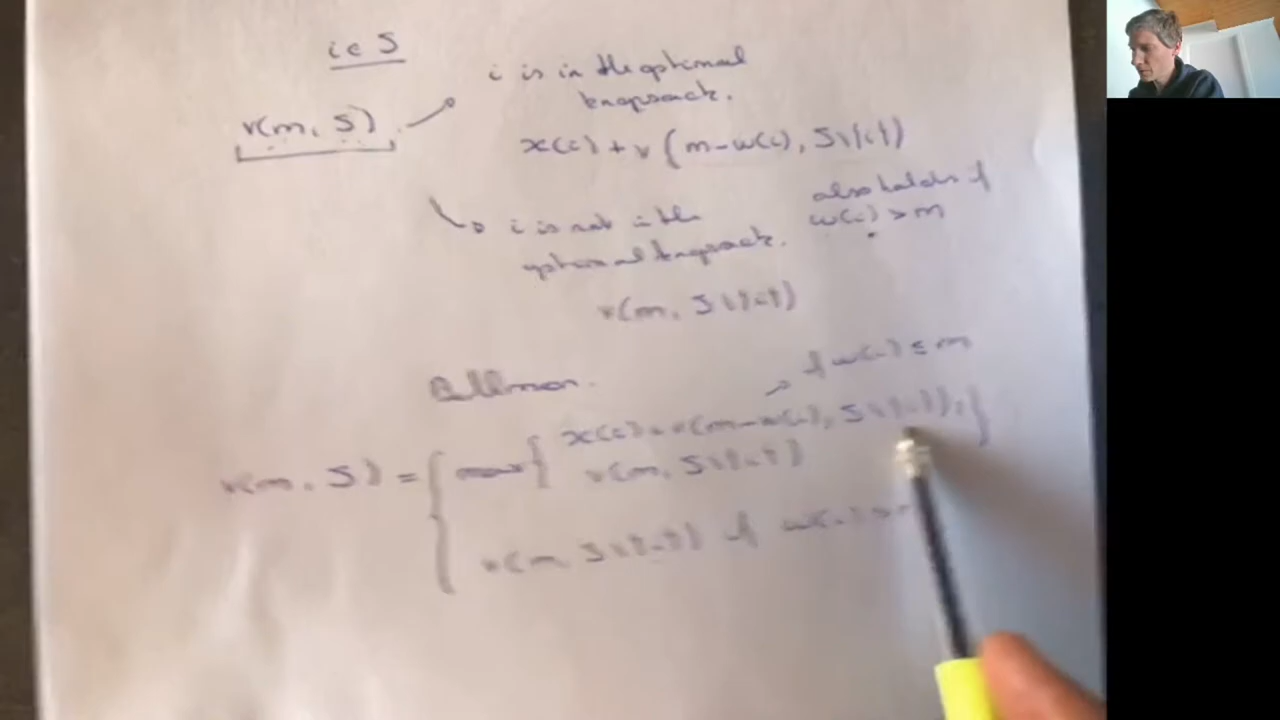 i ∈ S
i is in the optimal
knapsack.
v(m, S)
x(i) + v(m-w(i), S\{i})
also holds if
w(i) > m
i is not in the
optimal knapsack.
v(m, S\{i})
if w(i) ≤ m
Bellman.
x(i) + v(m-w(i), S\{i}),
v(m, S) = { max { v(m, S\{i}) }
v(m, S\{i}) if w(i) >